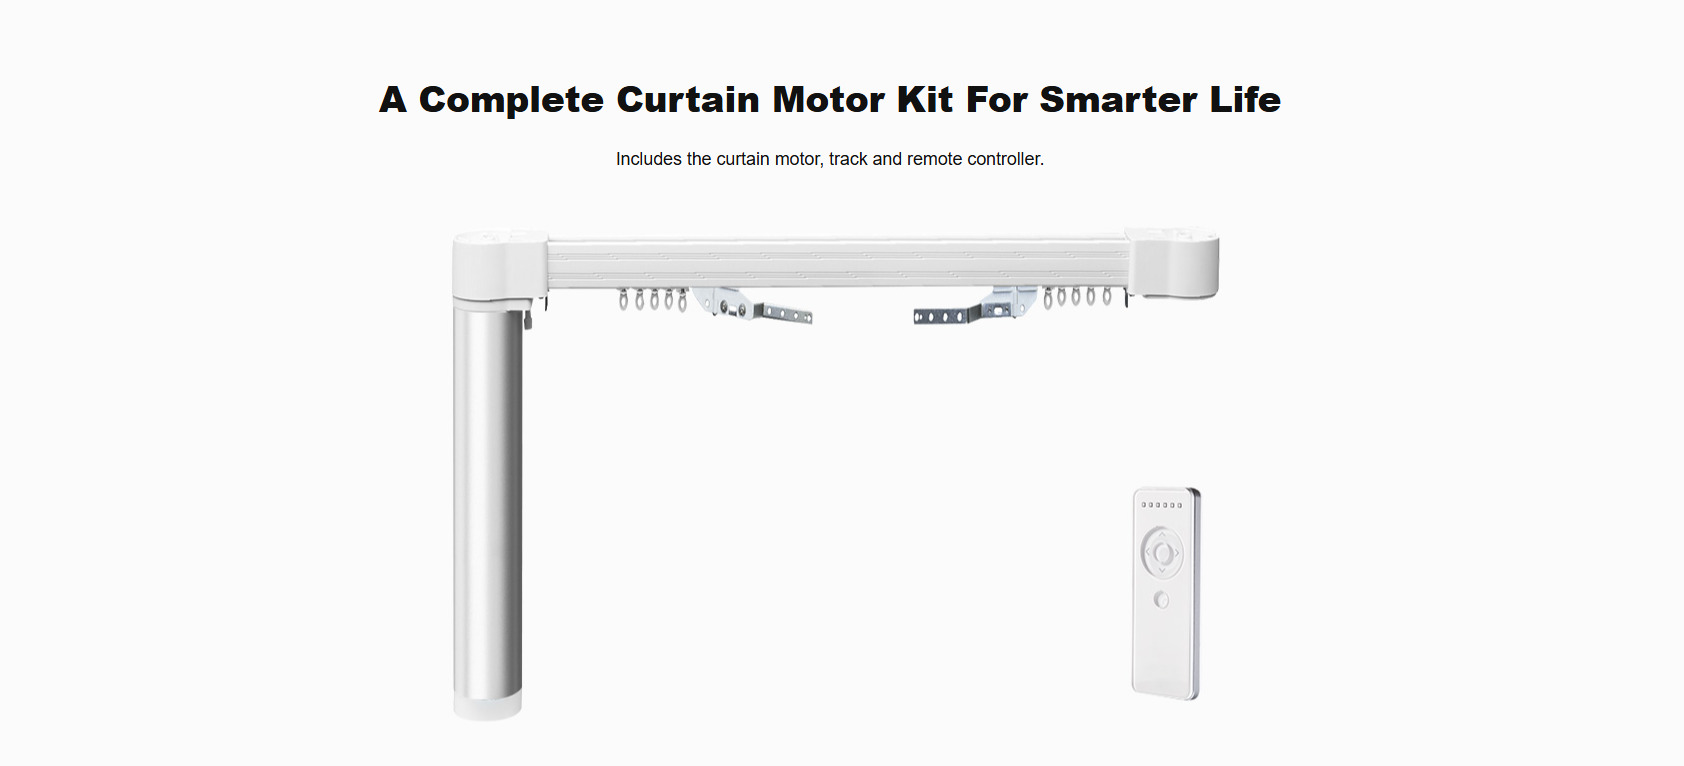 A Complete Curtain Motor Kit For Smarter Life
Includes the curtain motor, track and remote controller.